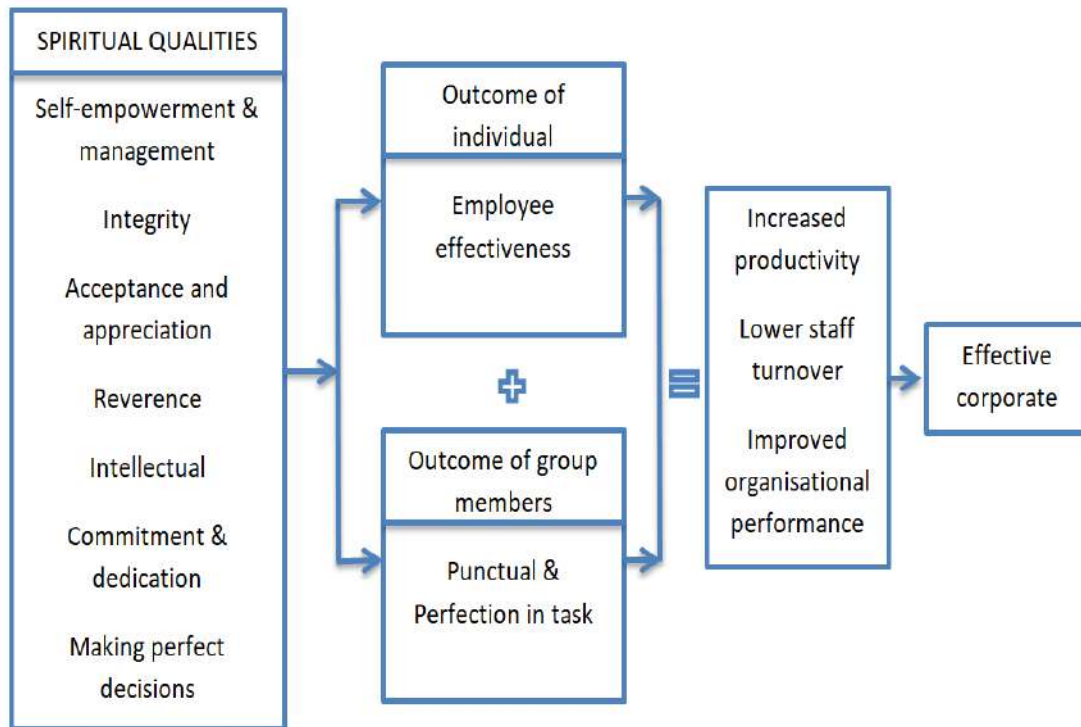 SPIRITUAL QUALITIES
Self-empowerment &
management
Integrity
Acceptance and
appreciation
Reverence
Intellectual
Commitment &
dedication
Making perfect
decisions
Outcome of
individual
Employee
effectiveness
Outcome of group
members
Punctual &
Perfection in task
Increased
productivity
Lower staff
turnover
Improved
organisational
performance
Effective
corporate